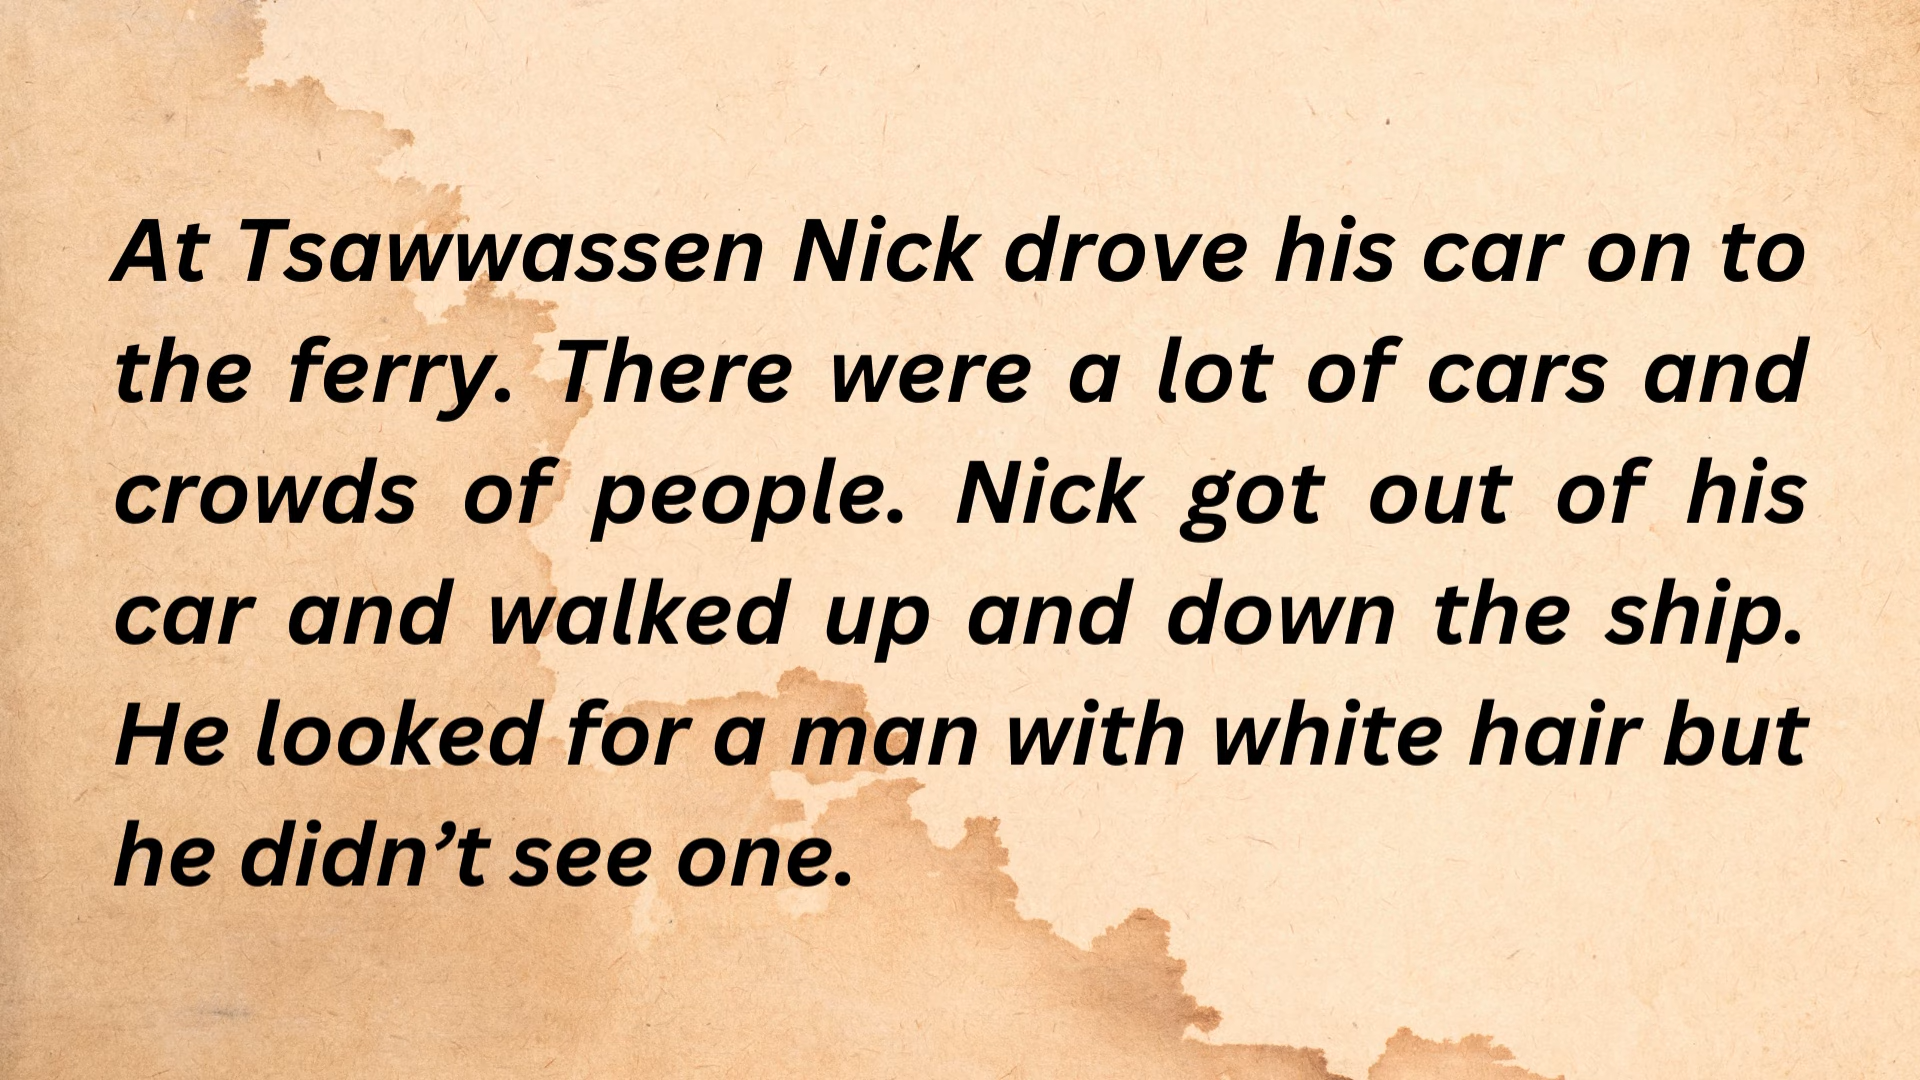 At Tsawwassen Nick drove his car on to
the ferry. There were a lot of cars and
crowds of people. Nick got out of his
car and walked up and down the ship.
He looked for a man with white hair but
he didn’t see one.